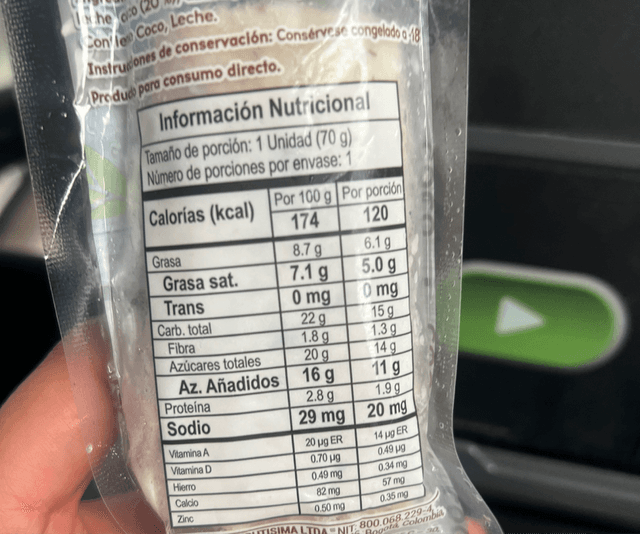 Contiene Coco, Leche.
Instrucciones de conservación: Consérvese congelado a -18
Producto para consumo directo.
Información Nutricional
Tamaño de porción: 1 Unidad (70 g)
Número de porciones por envase: 1
Calorías (kcal) Por 100 g Por porción
174 120
Grasa 8.7 g 6.1 g
Grasa sat. 7.1 g 5.0 g
Trans 0 mg 0 mg
Carb. total 22 g 15 g
Fibra 1.8 g 1.3 g
Azúcares totales 20 g 14 g
Az. Añadidos 16 g 11 g
Proteína 2.8 g 1.9 g
Sodio 29 mg 20 mg
Vitamina A 20 µg ER 14 µg ER
Vitamina D 0.70 µg 0.49 µg
Hierro 0.49 mg 0.34 mg
Calcio 82 mg 57 mg
Zinc 0.50 mg 0.35 mg
LTDA NIT: 800.068.229-4
Bogotá Colombia